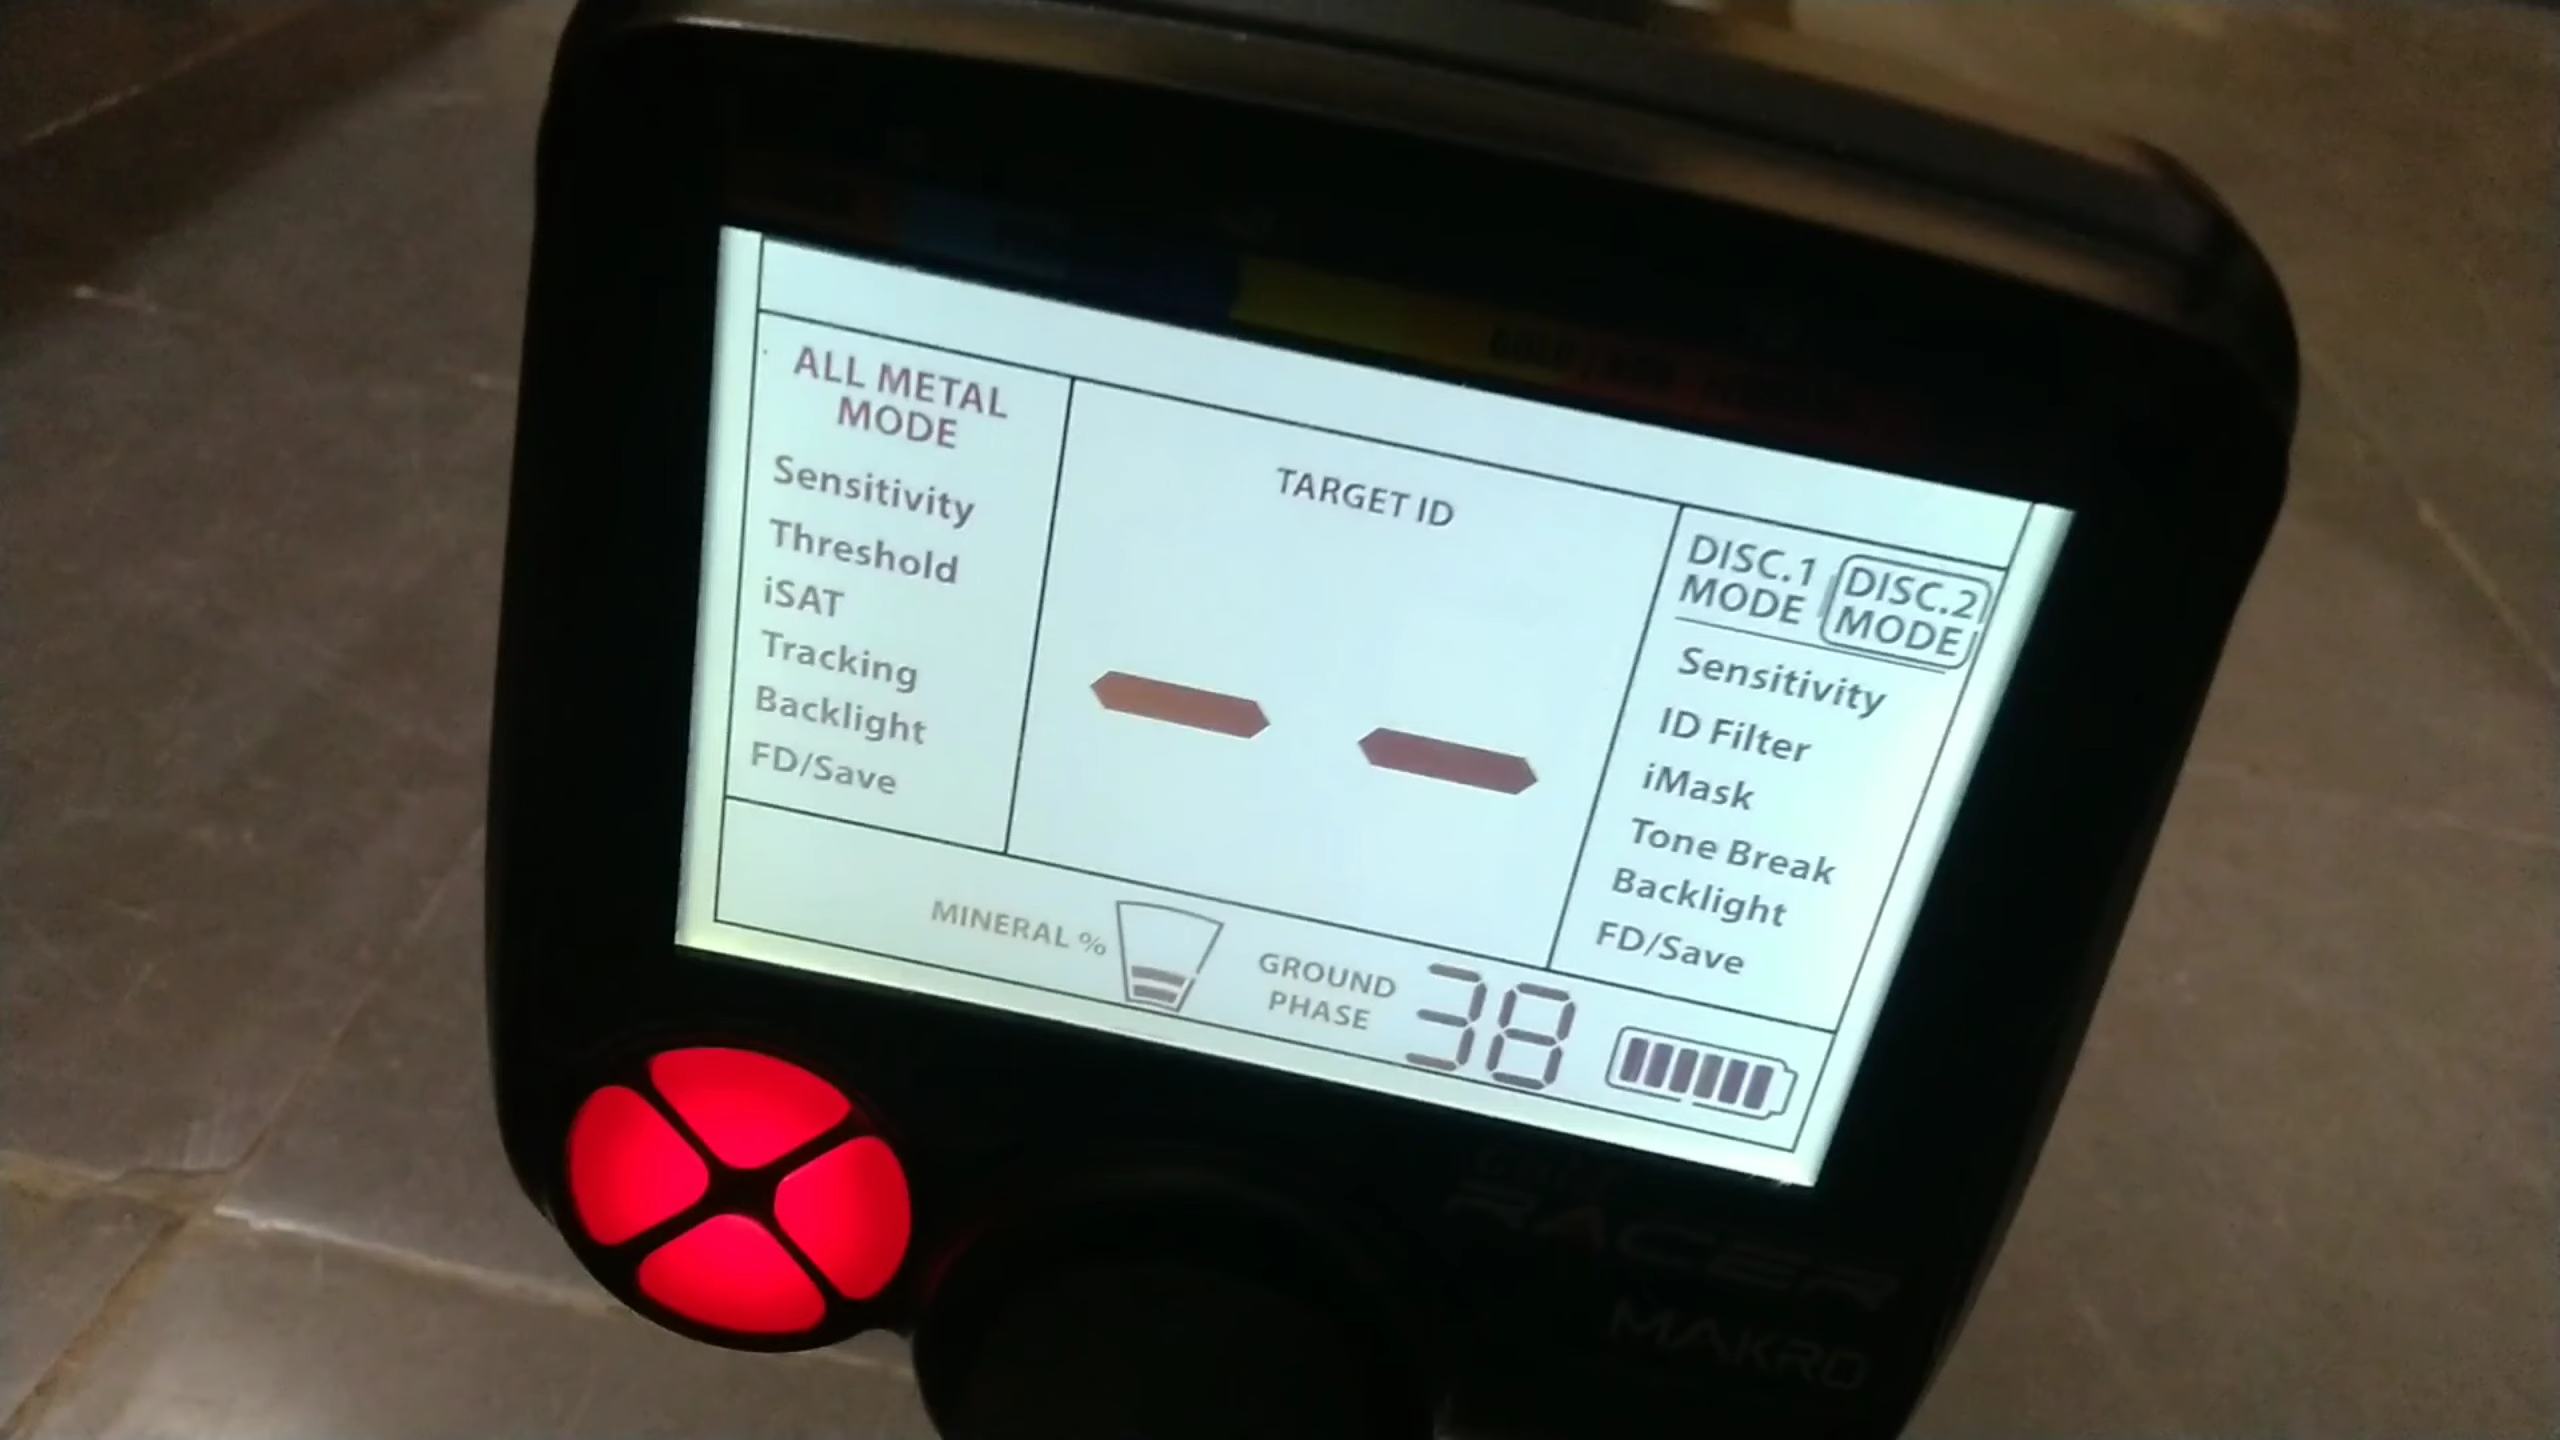 ALL METAL
MODE
Sensitivity
Threshold
iSAT
Tracking
Backlight
FD/Save
TARGET ID
--
DISC.1
MODE
DISC.2
MODE
Sensitivity
ID Filter
iMask
Tone Break
Backlight
FD/Save
MINERAL %
GROUND
PHASE
38
RACER
MAKRO